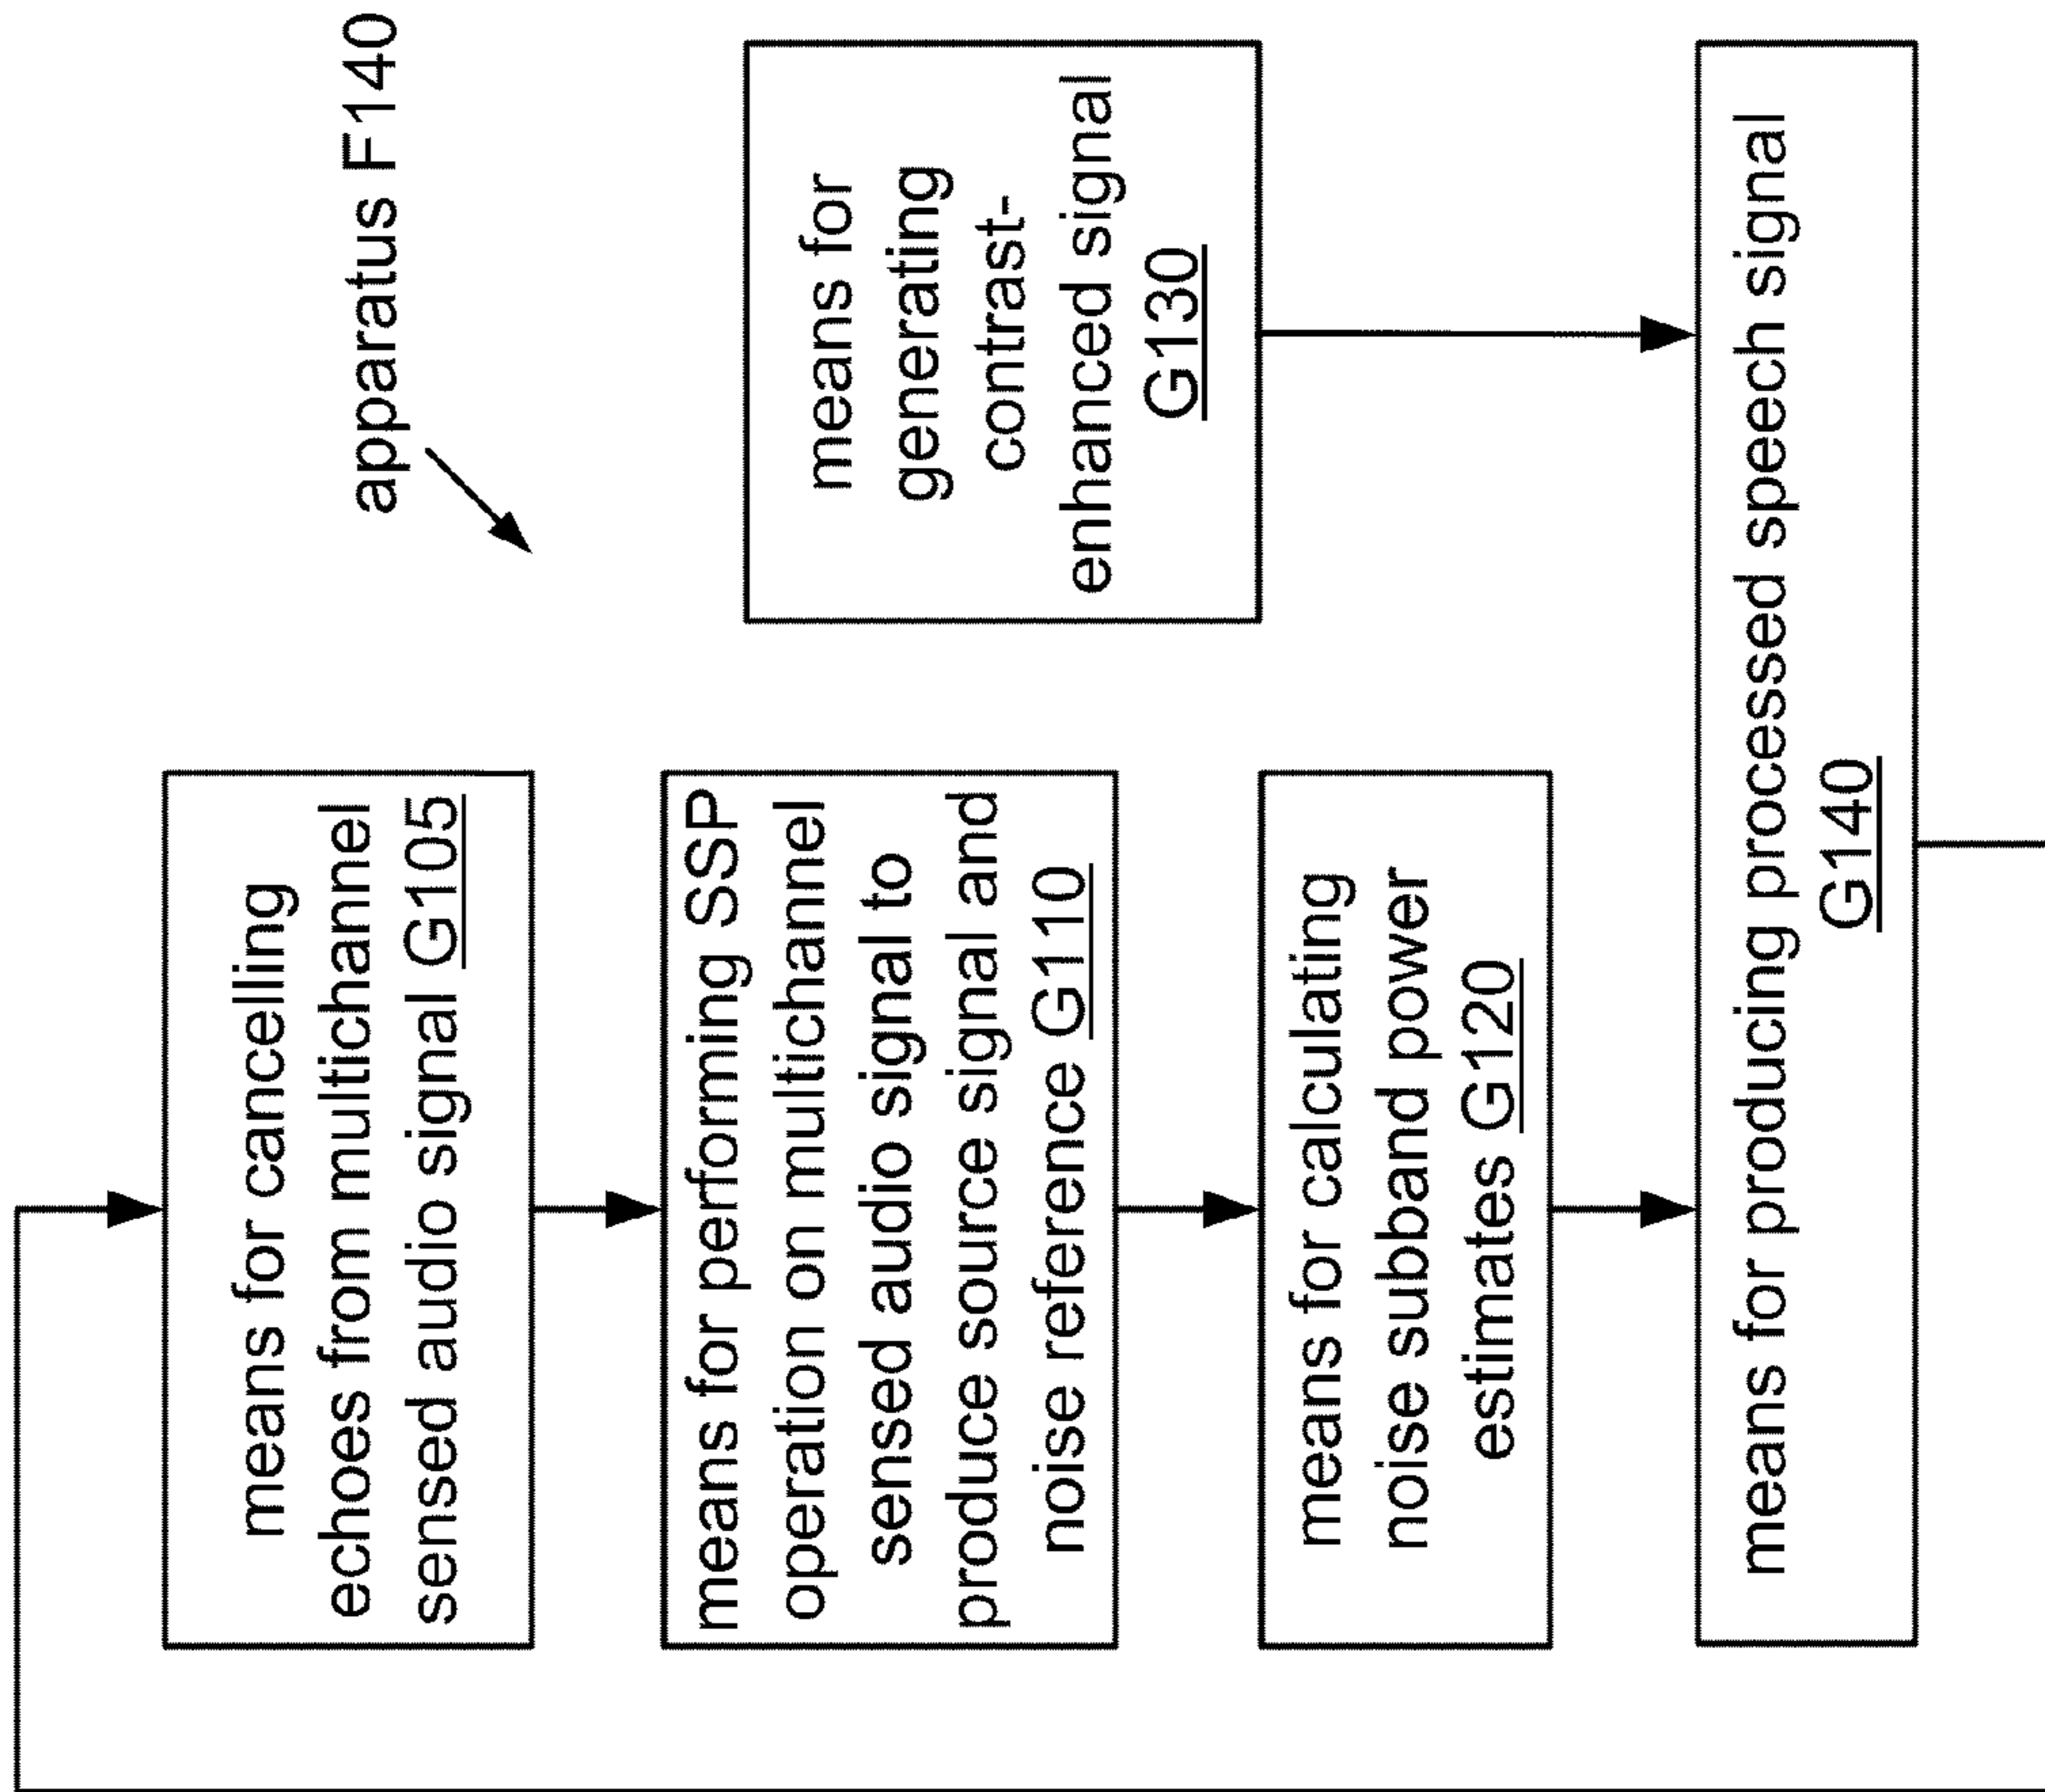 apparatus F140
means for cancelling
echoes from multichannel
sensed audio signal G105
means for performing SSP
operation on multichannel
sensed audio signal to
produce source signal and
noise reference G110
means for calculating
noise subband power
estimates G120
means for
generating
contrast-
enhanced signal
G130
means for producing processed speech signal
G140